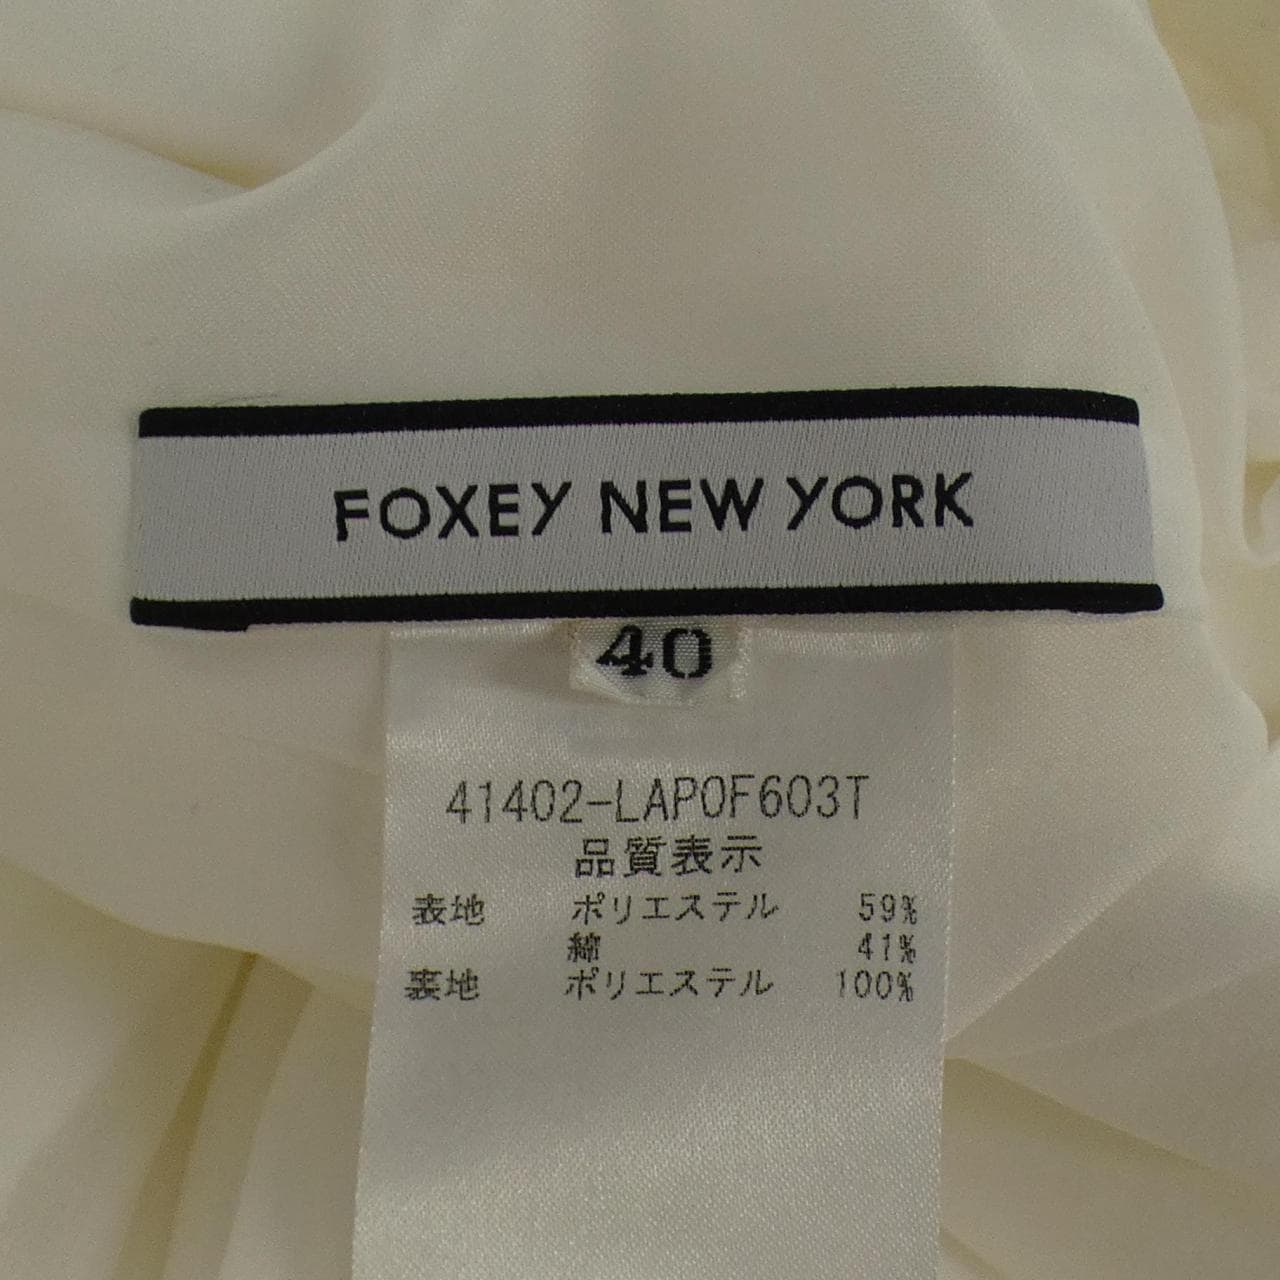 FOXEY NEW YORK
40
41402-LAPOF603T
品質表示
表地 ポリエステル 59%
綿 41%
裏地 ポリエステル 100%